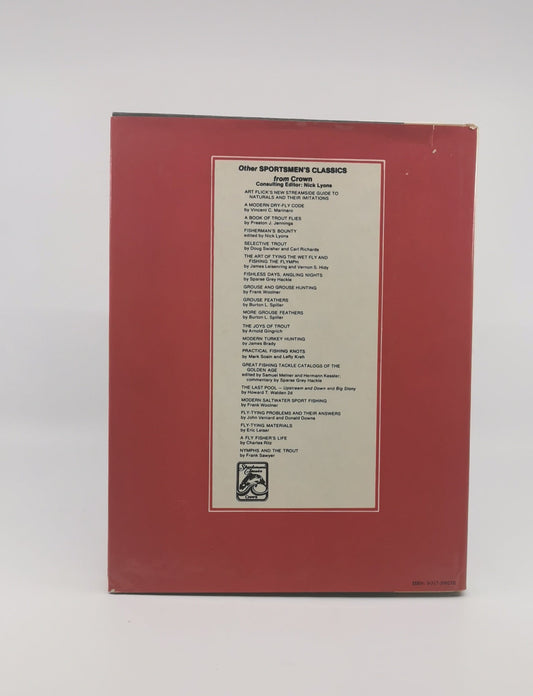 Other SPORTSMEN'S CLASSICS
from Crown
Consulting Editor: Nick Lyons
ART FLICK'S NEW STREAMSIDE GUIDE TO
NATURALS AND THEIR IMITATIONS
A MODERN DRY-FLY CODE
by Vincent C. Marinaro
A BOOK OF TROUT FLIES
by Preston J. Jennings
FISHERMAN'S BOUNTY
edited by Nick Lyons
SELECTIVE TROUT
by Doug Swisher and Carl Richards
THE ART OF TYING THE WET FLY AND
FISHING THE FLYMPH
by James Leisenring and Vernon S. Hidy
FISHLESS DAYS, ANGLING NIGHTS
by Sparse Grey Hackle
GROUSE AND GROUSE HUNTING
by Frank Woolner
GROUSE FEATHERS
by Burton L. Spiller
MORE GROUSE FEATHERS
by Burton L. Spiller
THE JOYS OF TROUT
by Arnold Gingrich
MODERN TURKEY HUNTING
by James Brady
PRACTICAL FISHING KNOTS
by Mark Sosin and Lefty Kreh
GREAT FISHING TACKLE CATALOGS OF THE
GOLDEN AGE
edited by Samuel Melner and Hermann Kessler;
commentary by Sparse Grey Hackle
THE LAST POOL — Upstream and Down and Big Stony
by Howard T. Walden 2d
MODERN SALTWATER SPORT FISHING
by Frank Woolner
FLY-TYING PROBLEMS AND THEIR ANSWERS
by John Veniard and Donald Downs
FLY-TYING MATERIALS
by Eric Leiser
A FLY FISHER'S LIFE
by Charles Ritz
NYMPHS AND THE TROUT
by Frank Sawyer
Sportsmen's
Classics
Crown
ISBN: